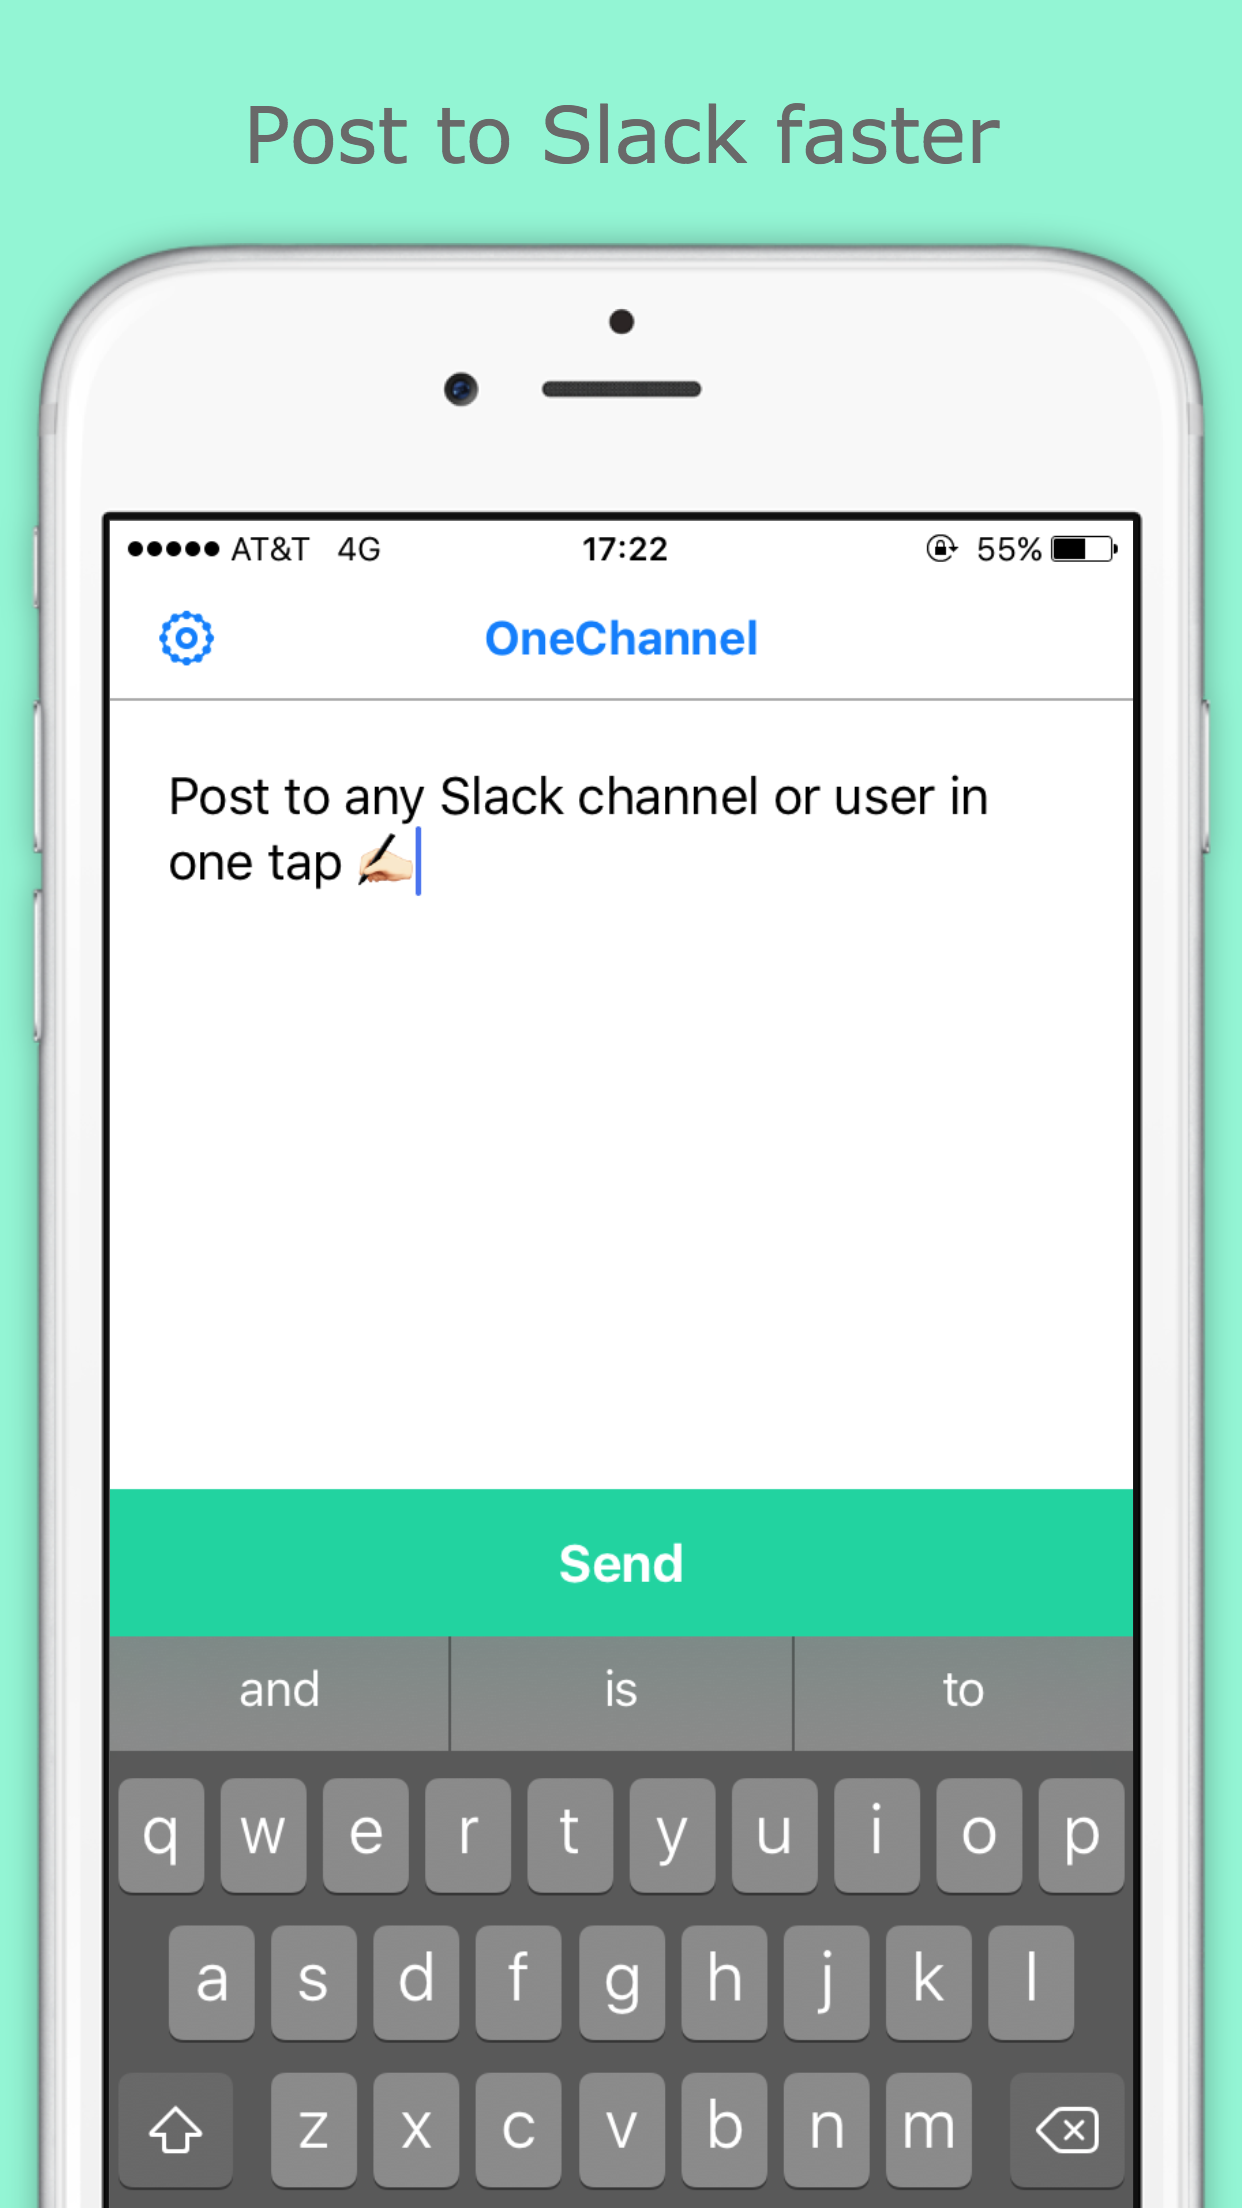 Post to Slack faster
AT&T 4G 17:22 55%
OneChannel
Post to any Slack channel or user in
one tap ✍🏻
Send
and is to
q w e r t y u i o p
a s d f g h j k l
z x c v b n m